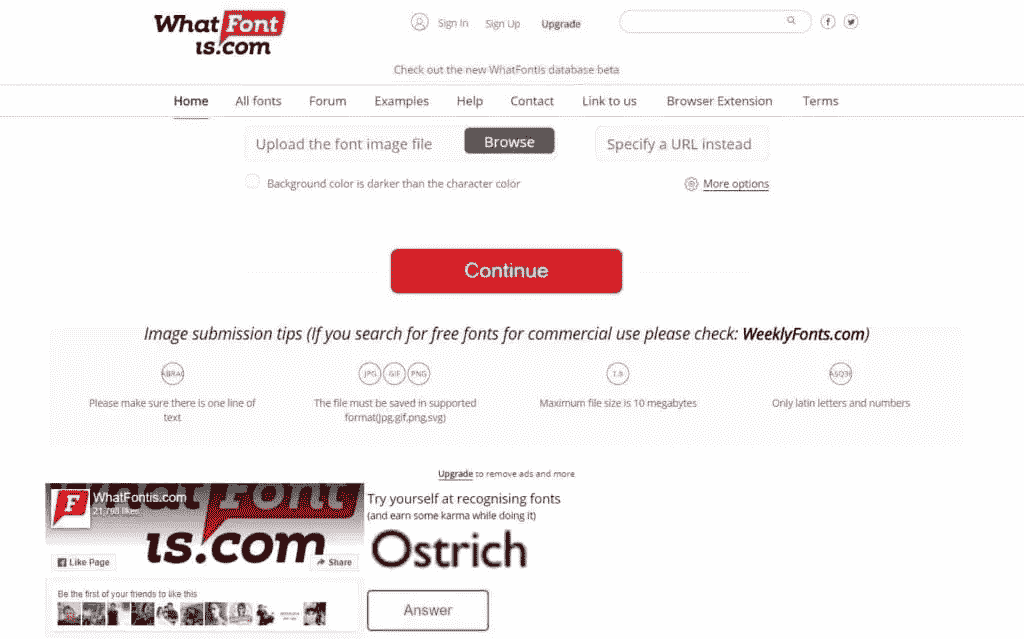 What Font
is.com
Sign In Sign Up Upgrade
Check out the new WhatFontis database beta
Home All fonts Forum Examples Help Contact Link to us Browser Extension Terms
Upload the font image file Browse Specify a URL instead
Background color is darker than the character color More options
Continue
Image submission tips (If you search for free fonts for commercial use please check: WeeklyFonts.com)
JPG GIF PNG
Please make sure there is one line of
text
The file must be saved in supported
format(jpg,gif,png,svg)
Maximum file size is 10 megabytes
Only latin letters and numbers
Upgrade to remove ads and more
F
WhatFontis.com
likes
What Font
is.com
Like Page
Share
Be the first of your friends to like this
Try yourself at recognising fonts
(and earn some karma while doing it)
Ostrich
Answer